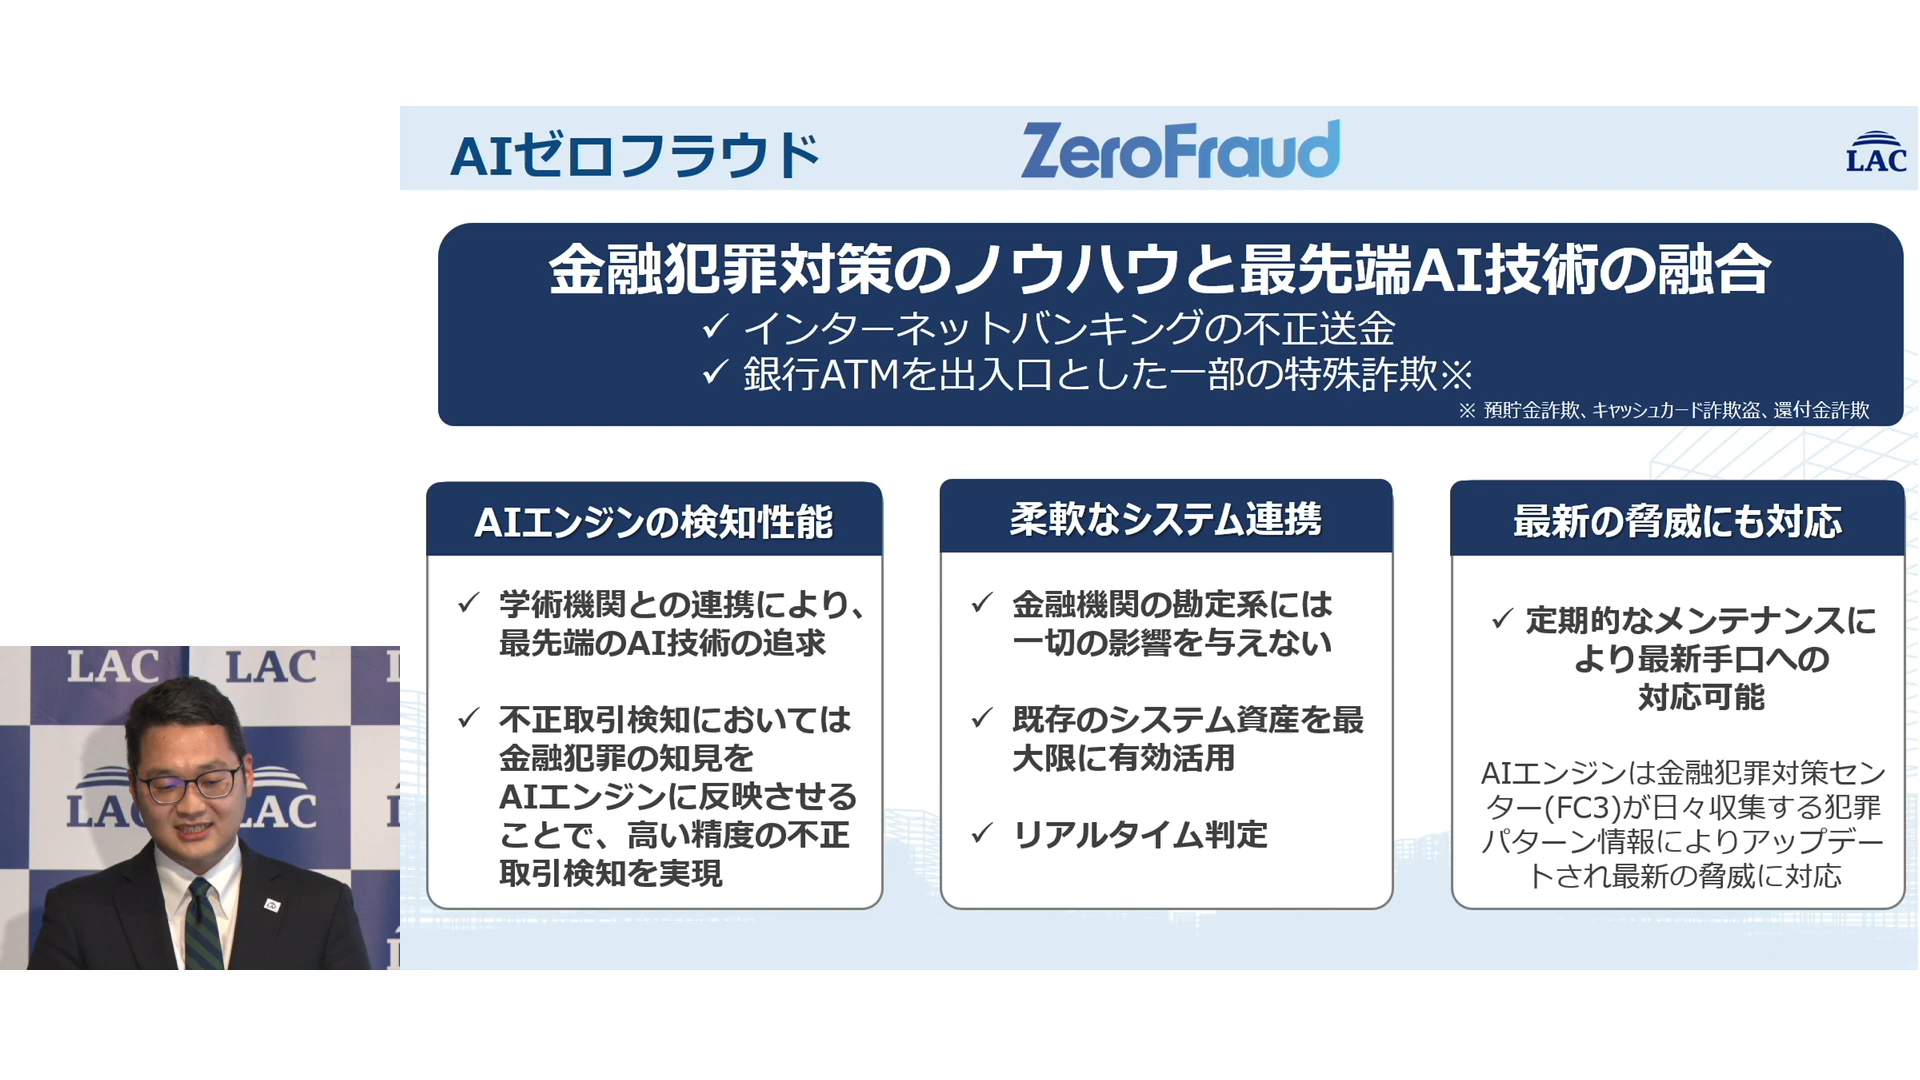 AIゼロフラウド
ZeroFraud
LAC
金融犯罪対策のノウハウと最先端AI技術の融合
✓ インターネットバンキングの不正送金
✓ 銀行ATMを出入口とした一部の特殊詐欺※
※ 預貯金詐欺、キャッシュカード詐欺盗、還付金詐欺
AIエンジンの検知性能
✓ 学術機関との連携により、
最先端のAI技術の追求
✓ 不正取引検知においては
金融犯罪の知見を
AIエンジンに反映させる
ことで、高い精度の不正
取引検知を実現
柔軟なシステム連携
✓ 金融機関の勘定系には
一切の影響を与えない
✓ 既存のシステム資産を最
大限に有効活用
✓ リアルタイム判定
最新の脅威にも対応
✓ 定期的なメンテナンスに
より最新手口への
対応可能
AIエンジンは金融犯罪対策セン
ター(FC3)が日々収集する犯罪
パターン情報によりアップデー
トされ最新の脅威に対応
LAC
LAC
LAC
LAC